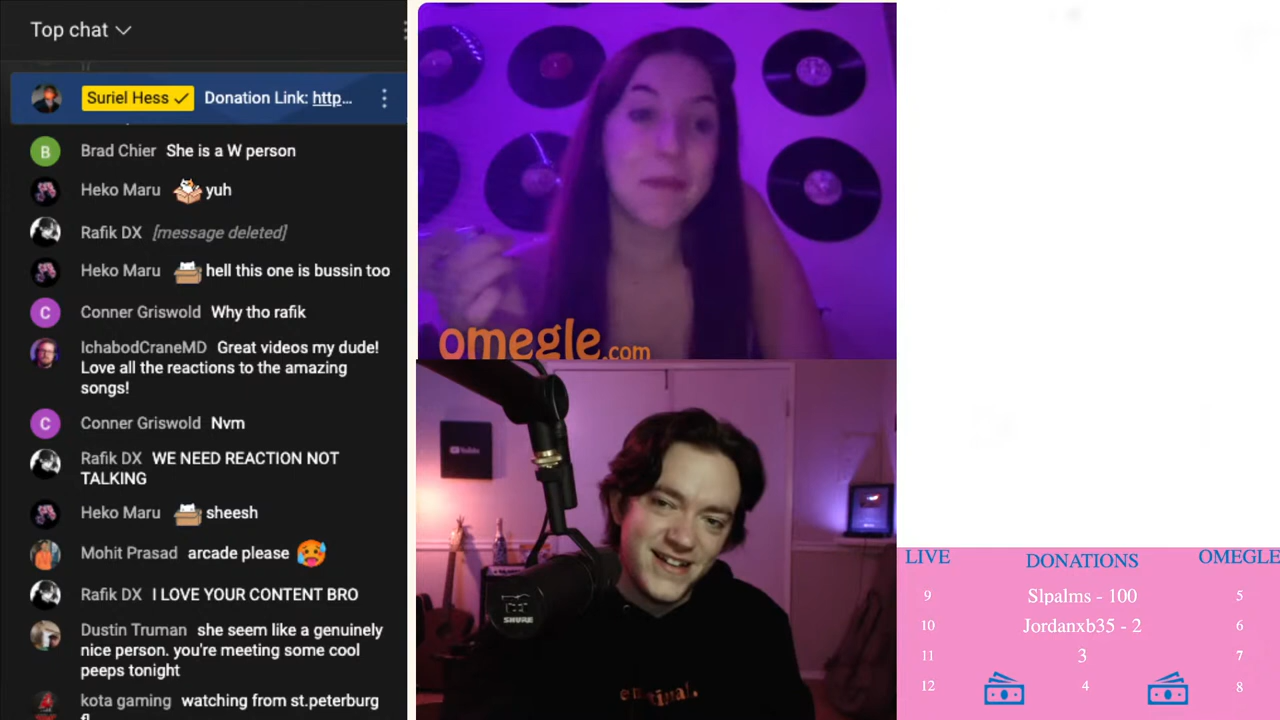 Top chat
Suriel Hess Donation Link: http...
Brad Chier She is a W person
Heko Maru yuh
Rafik DX [message deleted]
Heko Maru hell this one is bussin too
Conner Griswold Why tho rafik
IchabodCraneMD Great videos my dude!
Love all the reactions to the amazing
songs!
Conner Griswold Nvm
Rafik DX WE NEED REACTION NOT
TALKING
Heko Maru sheesh
Mohit Prasad arcade please
Rafik DX I LOVE YOUR CONTENT BRO
Dustin Truman she seem like a genuinely
nice person. you're meeting some cool
peeps tonight
kota gaming watching from st.peterburg
B
C
C
omegle.com
YouTube
SHURE
LIVE DONATIONS OMEGLE
9 Slpalms - 100 5
10 Jordanxb35 - 2 6
11 3 7
12 4 8